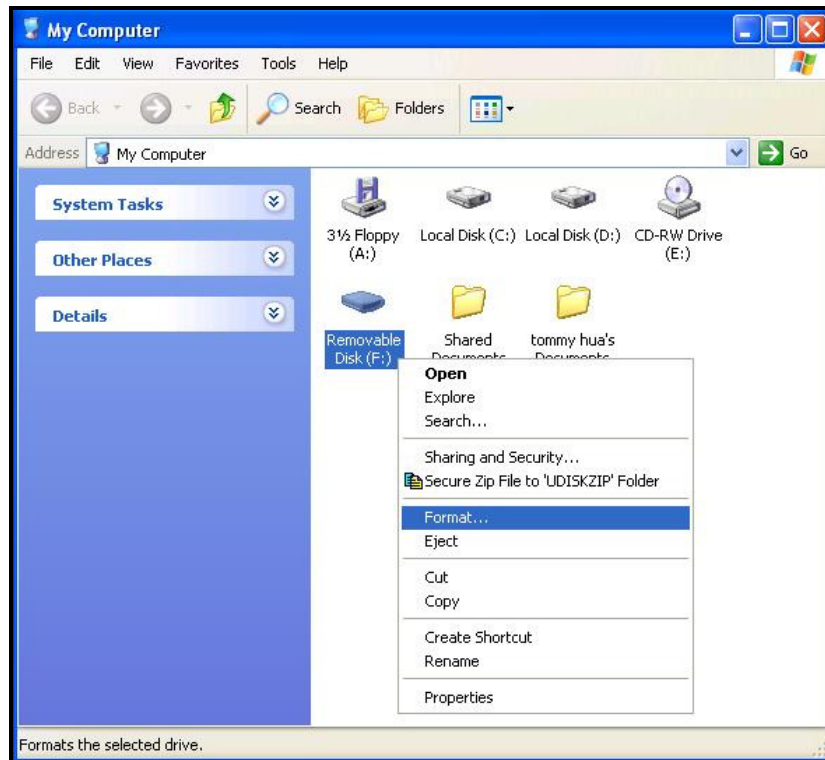 My Computer
File Edit View Favorites Tools Help
Back Search Folders
Address My Computer Go
System Tasks
Other Places
Details
3½ Floppy (A:)
Local Disk (C:)
Local Disk (D:)
CD-RW Drive (E:)
Removable Disk (F:)
Shared Documents
tommy hua's Documents
Open
Explore
Search...
Sharing and Security...
Secure Zip File to 'UDISKZIP' Folder
Format...
Eject
Cut
Copy
Create Shortcut
Rename
Properties
Formats the selected drive.